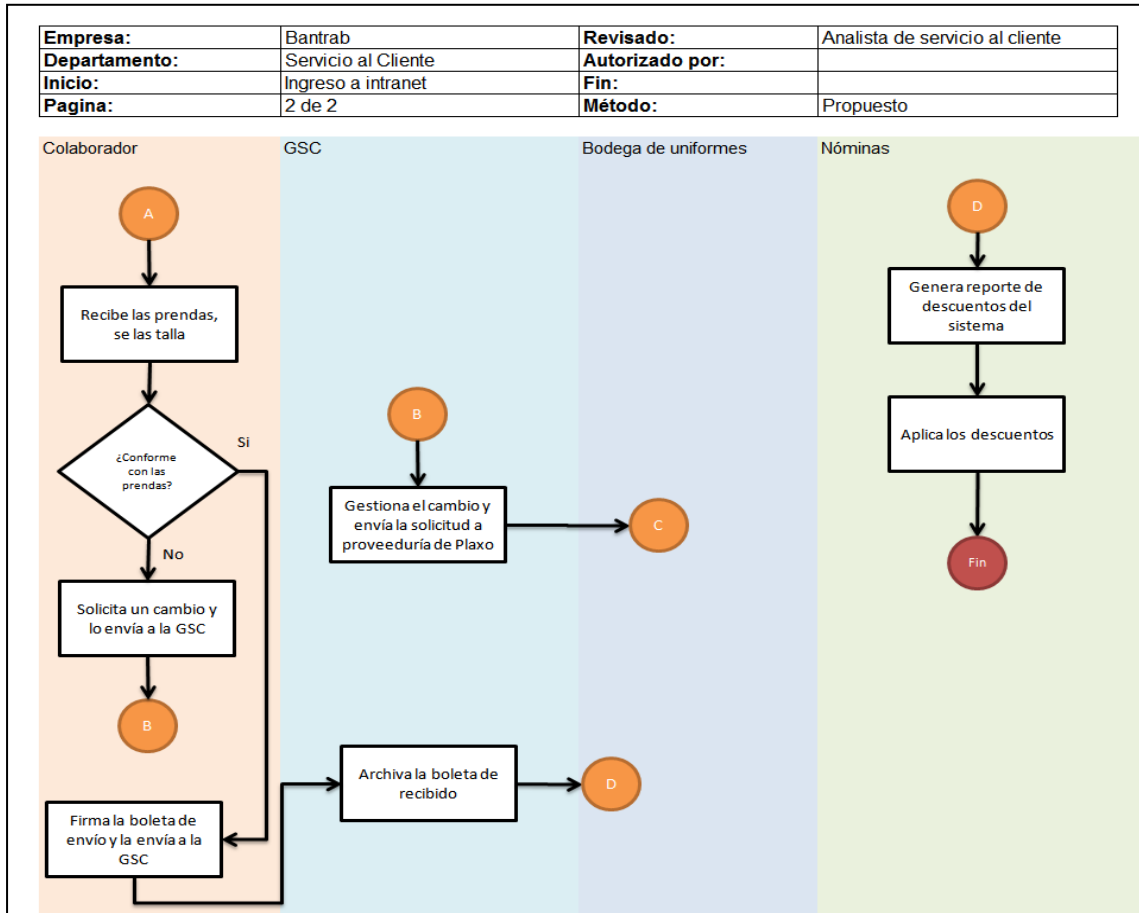 Empresa: Bantrab Revisado: Analista de servicio al cliente
Departamento: Servicio al Cliente Autorizado por:
Inicio: Ingreso a intranet Fin:
Pagina: 2 de 2 Método: Propuesto
Colaborador GSC Bodega de uniformes Nóminas
A
D
Recibe las prendas,
se las talla
Genera reporte de
descuentos del
sistema
B
Aplica los descuentos
Si
¿Conforme
con las
prendas?
Gestiona el cambio y
envía la solicitud a
proveeduría de Plaxo
C
No
Fin
Solicita un cambio y
lo envía a la GSC
B
Archiva la boleta de
recibido
D
Firma la boleta de
envío y la envía a la
GSC